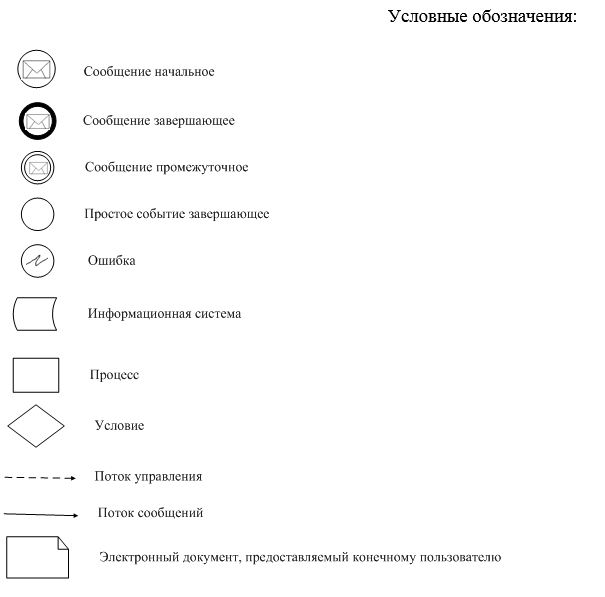 Условные обозначения:
Сообщение начальное
Сообщение завершающее
Сообщение промежуточное
Простое событие завершающее
Ошибка
Информационная система
Процесс
Условие
Поток управления
Поток сообщений
Электронный документ, предоставляемый конечному пользователю